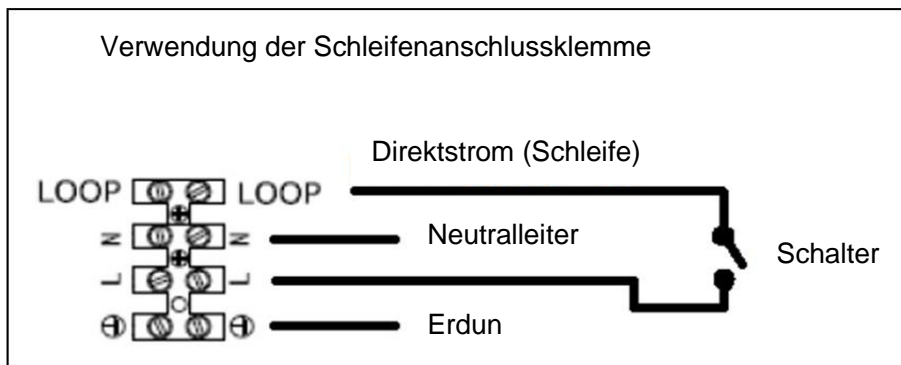 Verwendung der Schleifenanschlussklemme
Direktstrom (Schleife)
LOOP LOOP
N N Neutralleiter
Schalter
L L
Erdun